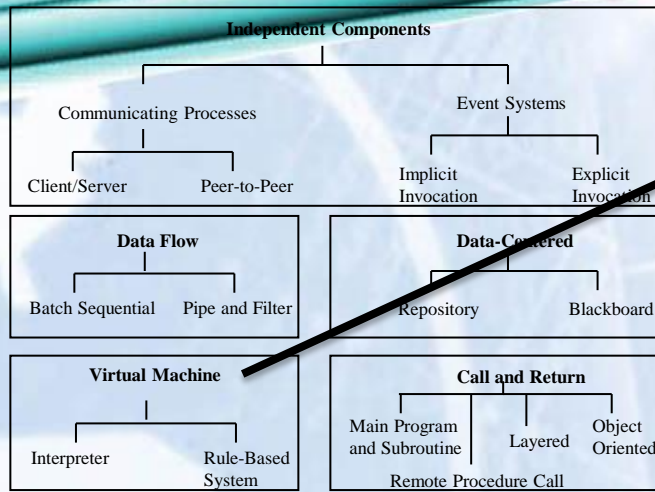 Independent Components
Communicating Processes
Event Systems
Client/Server
Peer-to-Peer
Implicit
Invocation
Explicit
Invocation
Data Flow
Batch Sequential
Pipe and Filter
Data-Centered
Repository
Blackboard
Virtual Machine
Interpreter
Rule-Based
System
Call and Return
Main Program
and Subroutine
Layered
Object
Oriented
Remote Procedure Call